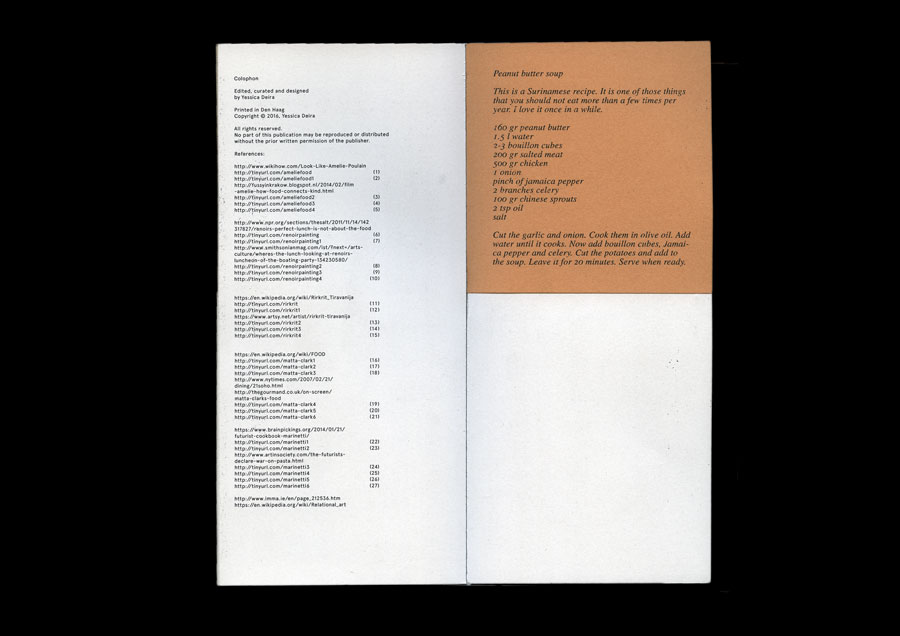 Colophon
Edited, curated and designed
by Yessica Deira
Printed in Den Haag
Copyright © 2016, Yessica Deira
All rights reserved.
No part of this publication may be reproduced or distributed
without the prior written permission of the publisher.
References:
http://www.wikihow.com/Look-Like-Amelie-Poulain
http://tinyurl.com/ameliefood (1)
http://tinyurl.com/ameliefood1 (2)
http://fussyinkrakow.blogspot.nl/2014/02/film
-amelie-how-food-connects-kind.html
http://tinyurl.com/ameliefood2 (3)
http://tinyurl.com/ameliefood3 (4)
http://tinyurl.com/ameliefood4 (5)
http://www.npr.org/sections/thesalt/2011/11/14/142
317827/renoirs-perfect-lunch-is-not-about-the-food
http://tinyurl.com/renoirpainting (6)
http://tinyurl.com/renoirpainting1 (7)
http://www.smithsonianmag.com/ist/?next=/arts-
culture/wheres-the-lunch-looking-at-renoirs-
luncheon-of-the-boating-party-134230580/
http://tinyurl.com/renoirpainting2 (8)
http://tinyurl.com/renoirpainting3 (9)
http://tinyurl.com/renoirpainting4 (10)
https://en.wikipedia.org/wiki/Rirkrit_Tiravanija
http://tinyurl.com/rirkrit (11)
http://tinyurl.com/rirkrit1 (12)
https://www.artsy.net/artist/rirkrit-tiravanija
http://tinyurl.com/rirkrit2 (13)
http://tinyurl.com/rirkrit3 (14)
http://tinyurl.com/rirkrit4 (15)
https://en.wikipedia.org/wiki/FOOD
http://tinyurl.com/matta-clark1 (16)
http://tinyurl.com/matta-clark2 (17)
http://tinyurl.com/matta-clark3 (18)
http://www.nytimes.com/2007/02/21/
dining/21soho.html
http://thegourmand.co.uk/on-screen/
matta-clarks-food
http://tinyurl.com/matta-clark4 (19)
http://tinyurl.com/matta-clark5 (20)
http://tinyurl.com/matta-clark6 (21)
https://www.brainpickings.org/2014/01/21/
futurist-cookbook-marinetti/
http://tinyurl.com/marinetti1 (22)
http://tinyurl.com/marinetti2 (23)
http://www.artinsociety.com/the-futurists-
declare-war-on-pasta.html
http://tinyurl.com/marinetti3 (24)
http://tinyurl.com/marinetti4 (25)
http://tinyurl.com/marinetti5 (26)
http://tinyurl.com/marinetti6 (27)
http://www.imma.ie/en/page_212536.htm
https://en.wikipedia.org/wiki/Relational_art
Peanut butter soup
This is a Surinamese recipe. It is one of those things
that you should not eat more than a few times per
year. I love it once in a while.
160 gr peanut butter
1.5 l water
2-3 bouillon cubes
200 gr salted meat
500 gr chicken
1 onion
pinch of jamaica pepper
2 branches celery
100 gr chinese sprouts
2 tsp oil
salt
Cut the garlic and onion. Cook them in olive oil. Add
water until it cooks. Now add bouillon cubes, Jamai-
ca pepper and celery. Cut the potatoes and add to
the soup. Leave it for 20 minutes. Serve when ready.